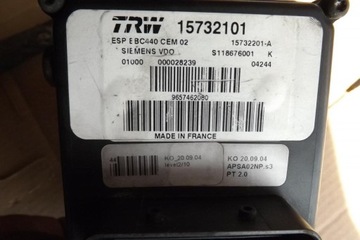 TRW 15732101
ESP EBC440 CEM 02 15732201-A
SIEMENS VDO S118676001 K
01000 000028239 04244
9657462080
MADE IN FRANCE
KO 20.09.04 KO 20.09.04
APSA02NP.s3
PT 2.0